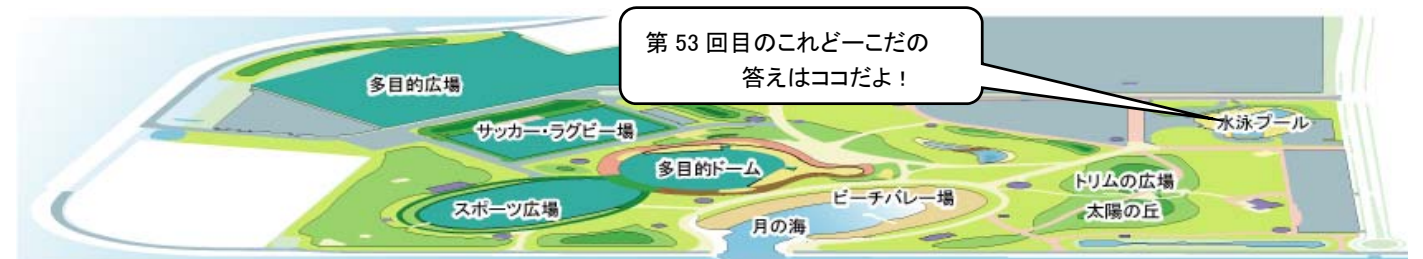 第 53 回目のこれどーこだの
答えはココだよ！
多目的広場
サッカー・ラグビー場
水泳プール
多目的ドーム
トリムの広場
ビーチバレー場
スポーツ広場
太陽の丘
月の海